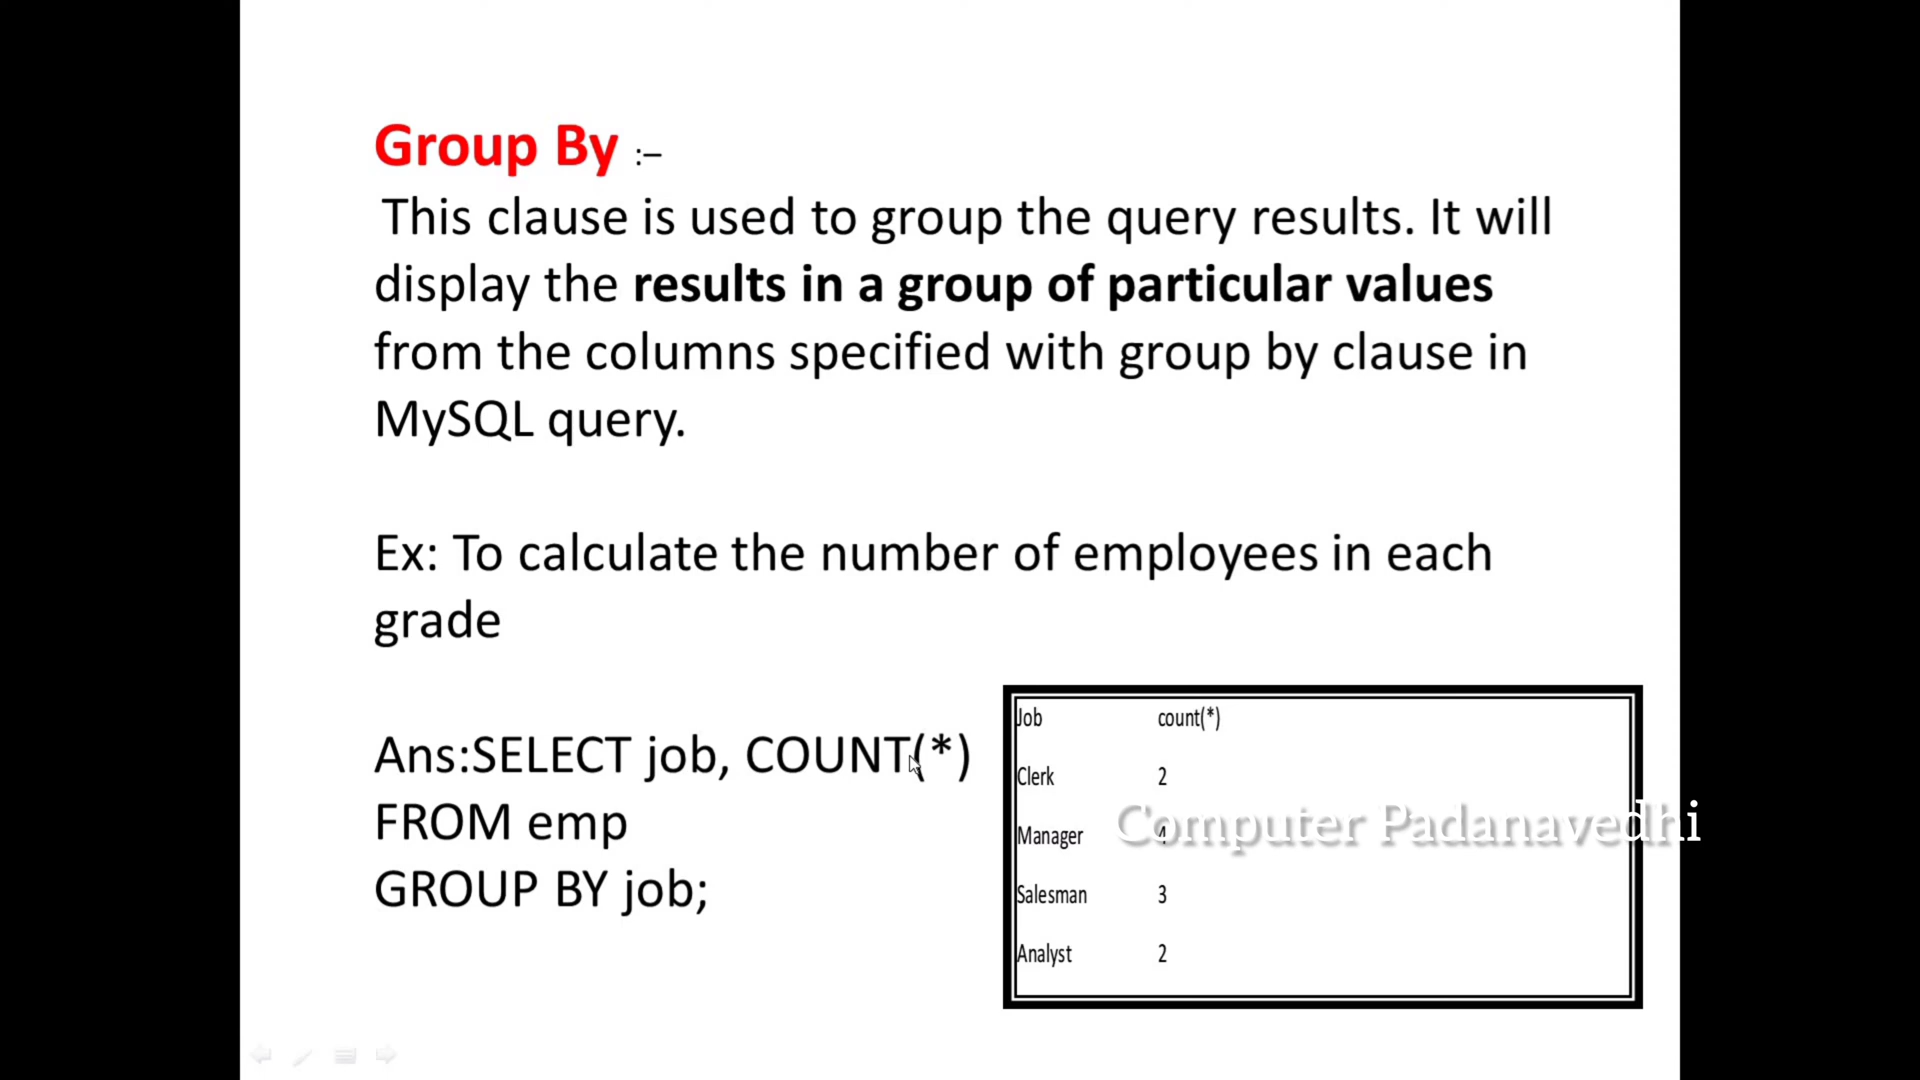 Group By :–
This clause is used to group the query results. It will
display the results in a group of particular values
from the columns specified with group by clause in
MySQL query.
Ex: To calculate the number of employees in each
grade
Ans:SELECT job, COUNT(*)
FROM emp
GROUP BY job;
Job count(*)
Clerk 2
Manager 4
Salesman 3
Analyst 2
Computer Padanavedhi